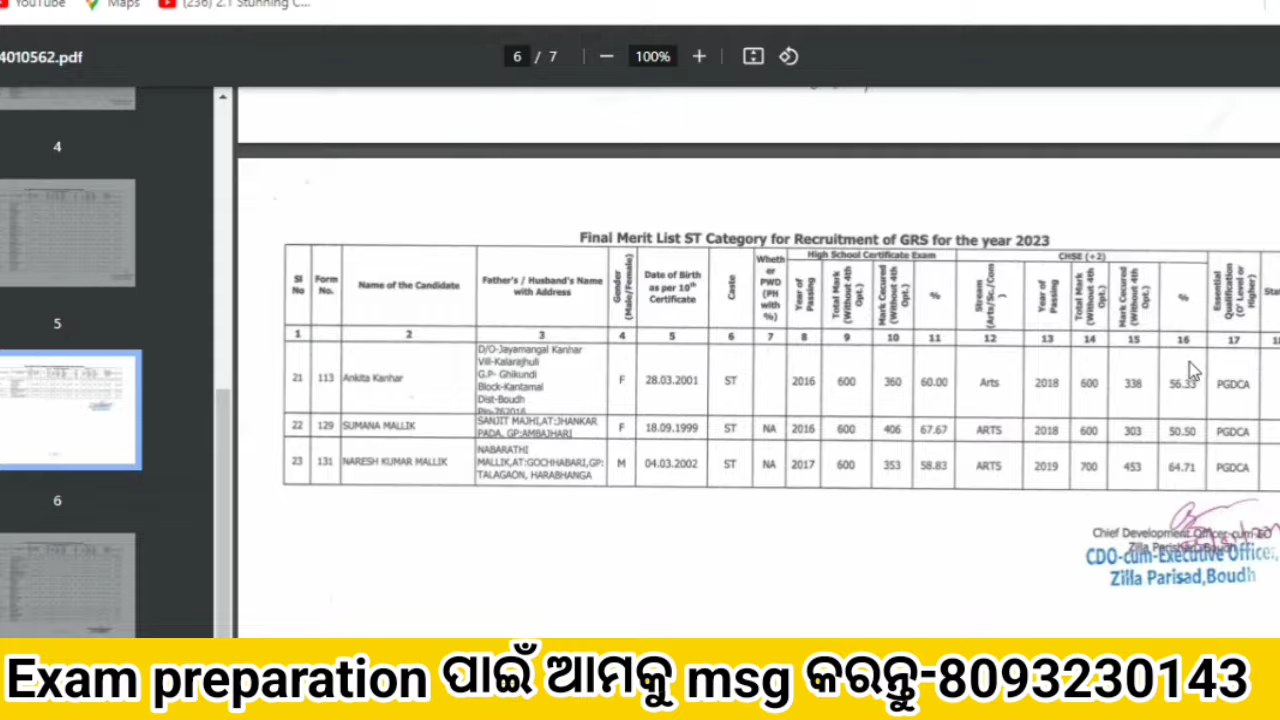 YouTube Maps (236) 2.1 Stunning C...
4010562.pdf 6 / 7 100%
4
5
6
Final Merit List ST Category for Recruitment of GRS for the year 2023
Sl No | Form No. | Name of the Candidate | Father's / Husband's Name with Address | Gender (Male/Female) | Date of Birth as per 10th Certificate | Caste | Wheth er PWD (PH with %) | High School Certificate Exam | CHSE (+2)
Year of Passing | Total Mark (Without 4th Opt.) | Mark Cecured (Without 4th Opt.) | % | Stream (Arts/Sc./Com ) | Year of Passing | Total Mark (Without 4th Opt.) | Mark Cecured (Without 4th Opt.) | % | Essential Qualification (O' Level or Higher)
1 2 3 4 5 6 7 8 9 10 11 12 13 14 15 16 17
21 113 Ankita Kanhar D/O-Jayamangal Kanhar Vill-Kalarajhuli G.P- Ghikundi Block-Kantamal Dist-Boudh Pin-762016 F 28.03.2001 ST 2016 600 360 60.00 Arts 2018 600 338 56.33 PGDCA
22 129 SUMANA MALLIK SANJIT MAJHI,AT:JHANKAR PADA, GP:AMBAJHARI F 18.09.1999 ST NA 2016 600 406 67.67 ARTS 2018 600 303 50.50 PGDCA
23 131 NARESH KUMAR MALLIK NABARATHI MALLIK,AT:GOCHHABARI,GP: TALAGAON, HARABHANGA M 04.03.2002 ST NA 2017 600 353 58.83 ARTS 2019 700 453 64.71 PGDCA
Chief Development Officer-cum-EO
Zilla Parishad, Boudh
CDO-cum-Executive Officer,
Zilla Parisad,Boudh
Exam preparation ପାଇଁ ଆମକୁ msg କରନ୍ତୁ-8093230143